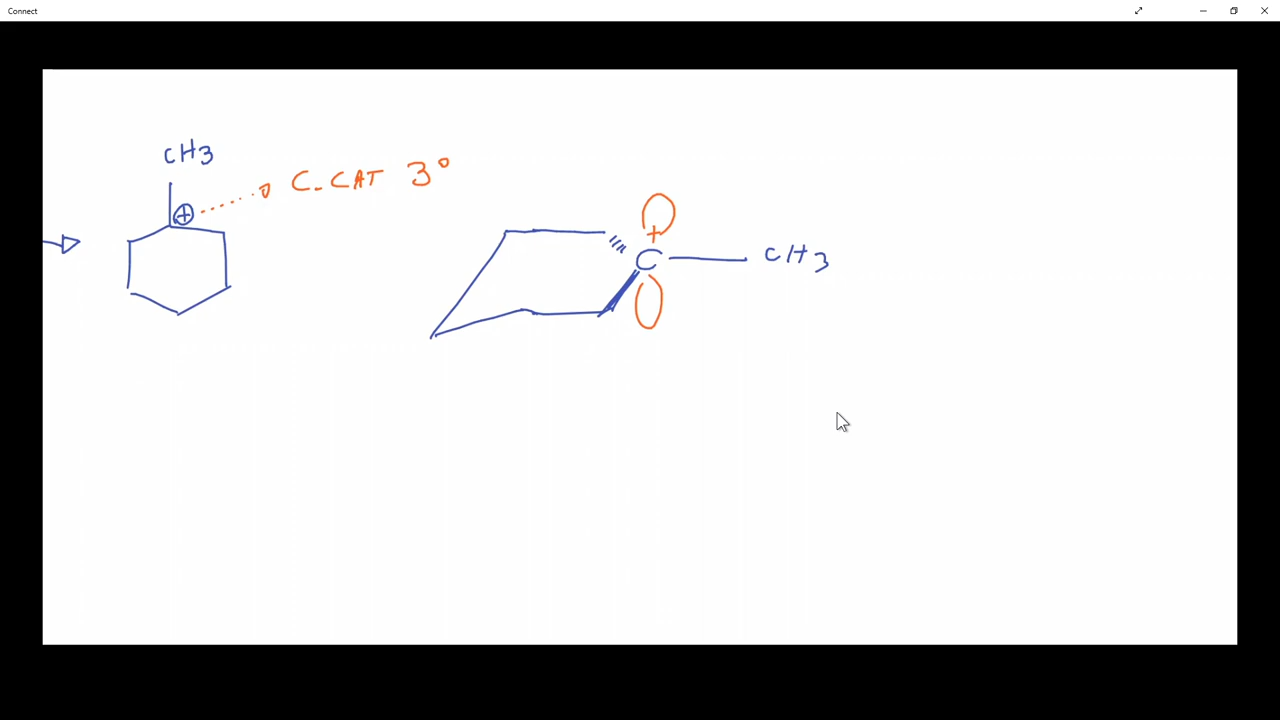 Connect
CH3
⊕
C-CAT 3°
+
C
CH3